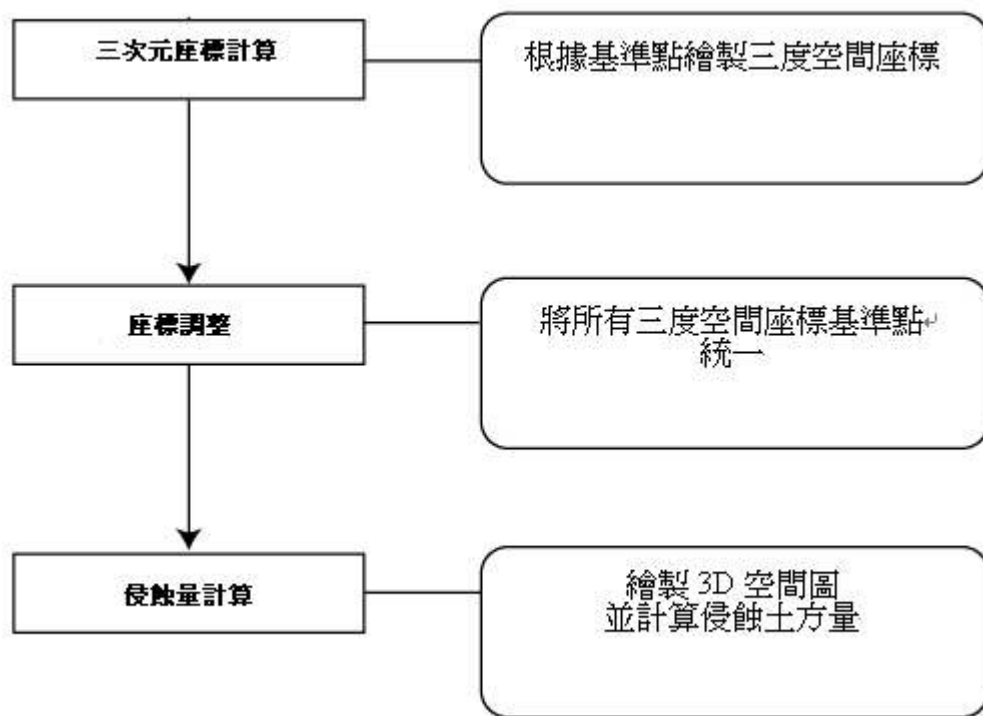 三次元座標計算
根據基準點繪製三度空間座標
座標調整
將所有三度空間座標基準點
統一
侵蝕量計算
繪製 3D 空間圖
並計算侵蝕土方量